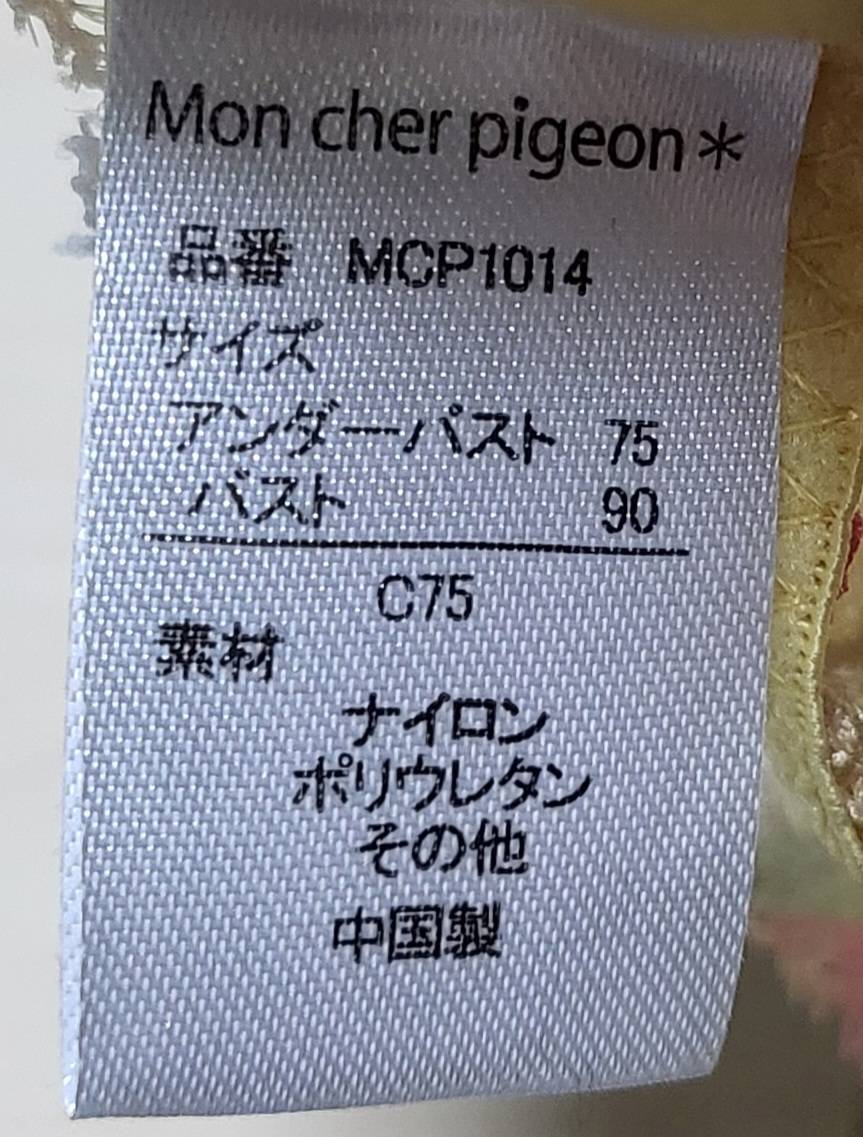 Mon cher pigeon*
品番 MCP1014
サイズ
アンダーバスト 75
バスト 90
C75
素材
ナイロン
ポリウレタン
その他
中国製